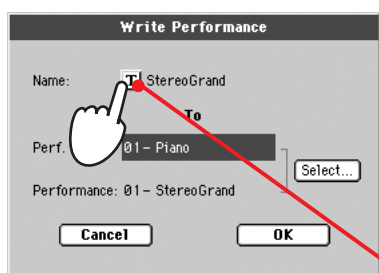 Write Performance
Name: T StereoGrand
To
Perf. 01- Piano
Select...
Performance: 01- StereoGrand
Cancel OK